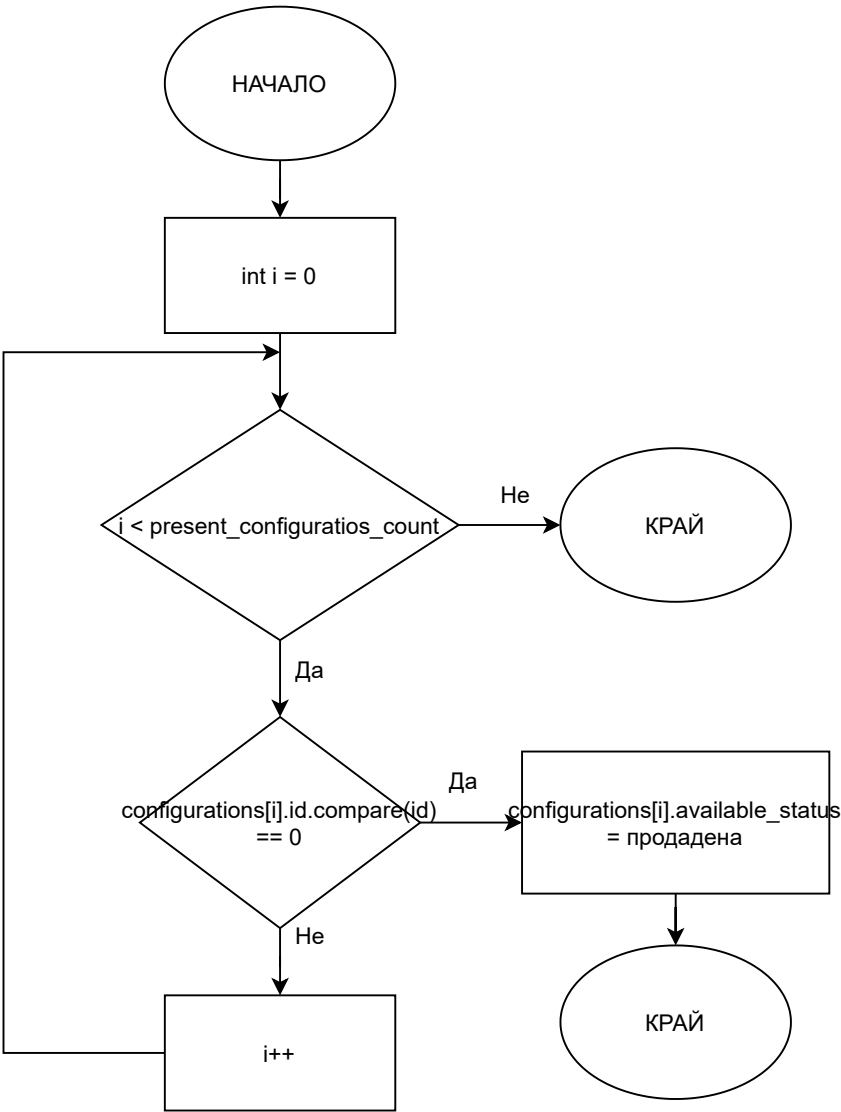 НАЧАЛО
int i = 0
i < present_configuratios_count
Не
КРАЙ
Да
configurations[i].id.compare(id)
== 0
Да
configurations[i].available_status
= продадена
Не
КРАЙ
i++